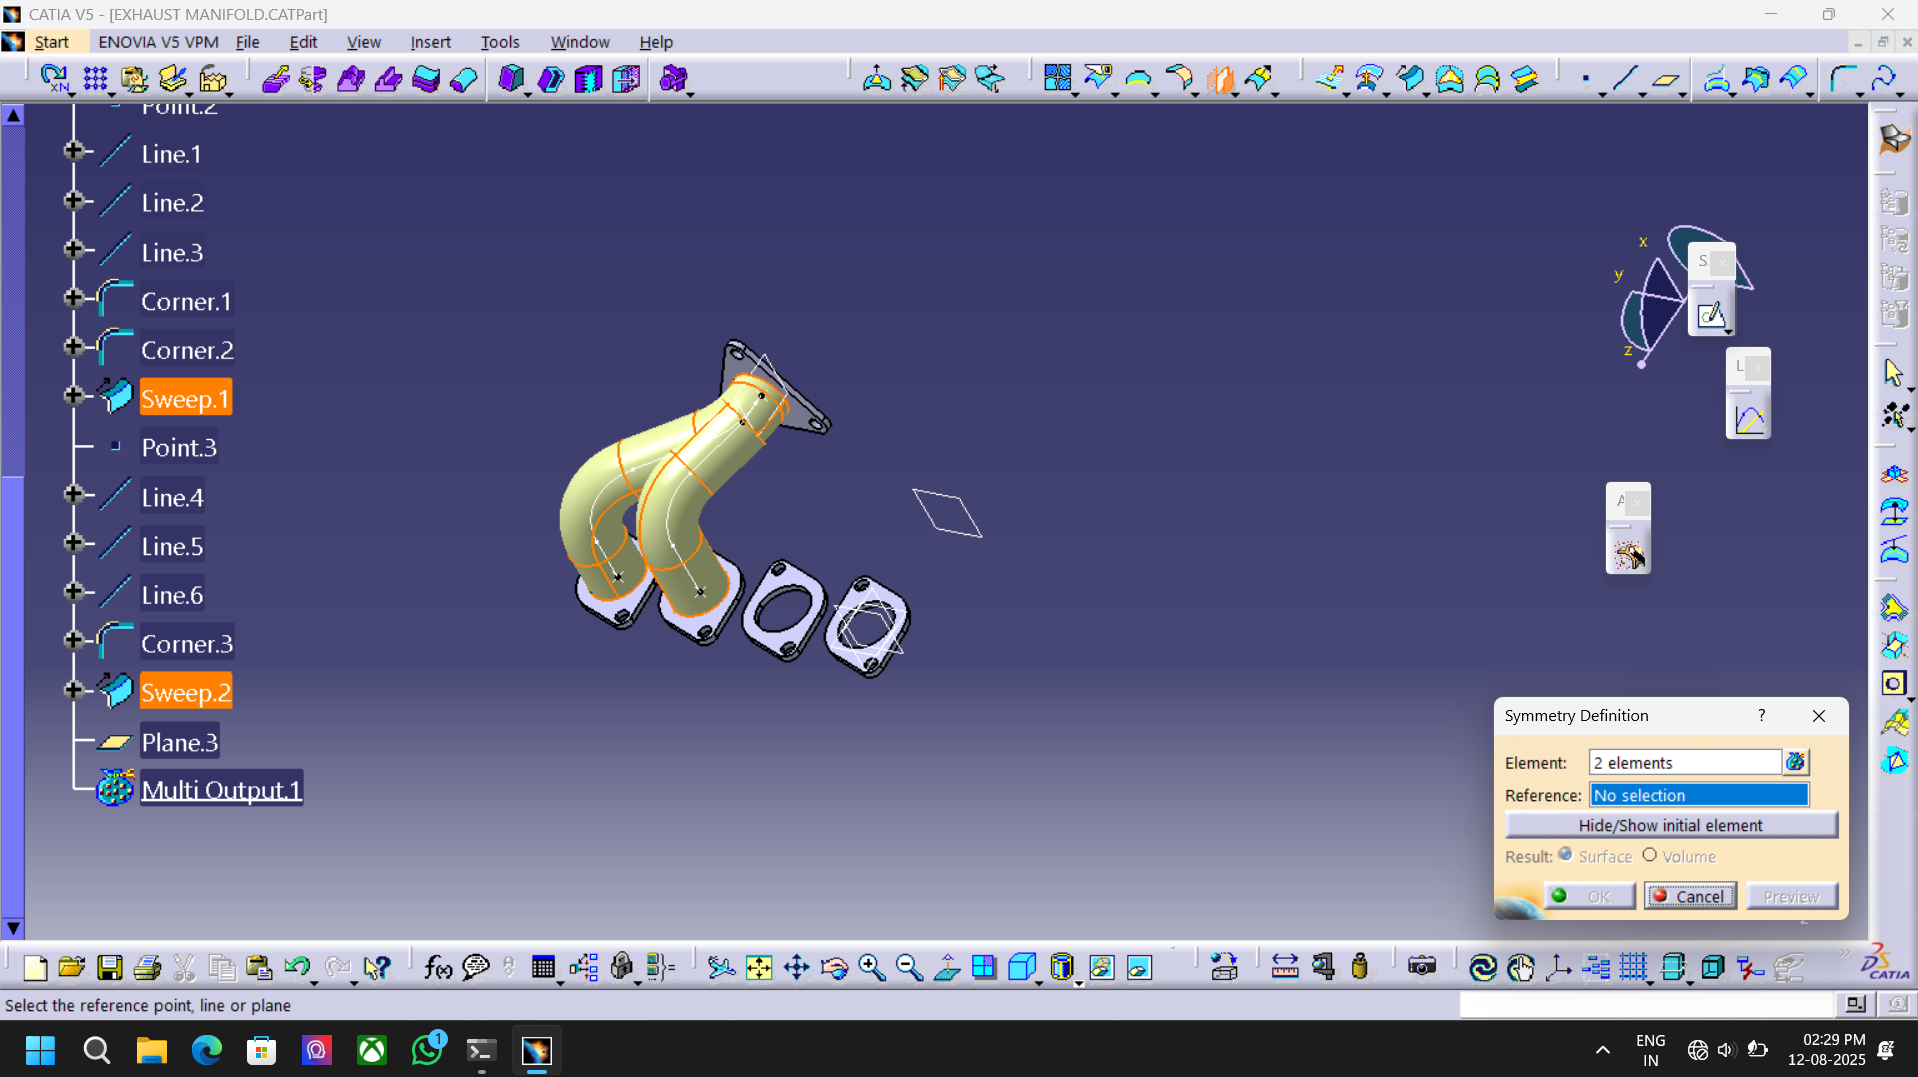 CATIA V5 - [EXHAUST MANIFOLD.CATPart]
Start ENOVIA V5 VPM File Edit View Insert Tools Window Help
Point.2
Line.1
Line.2
Line.3
Corner.1
Corner.2
Sweep.1
Point.3
Line.4
Line.5
Line.6
Corner.3
Sweep.2
Plane.3
Multi Output.1
x
y
z
S.
L
A
Symmetry Definition ?
Element: 2 elements
Reference: No selection
Hide/Show initial element
Result: Surface Volume
OK Cancel Preview
f(x)
CATIA
Select the reference point, line or plane
1
ENG
IN
02:29 PM
12-08-2025